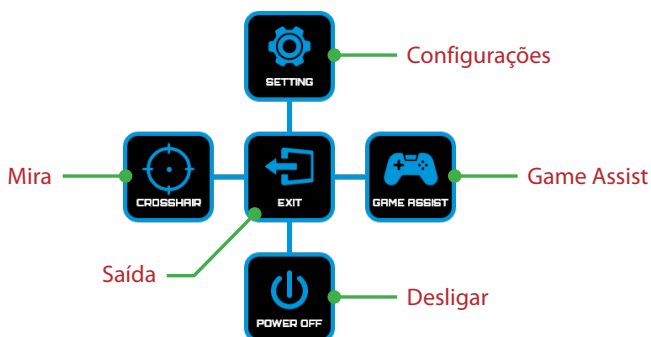 SETTING
Configurações
Mira
CROSSHAIR
EXIT
GAME ASSIST
Game Assist
Saída
POWER OFF
Desligar